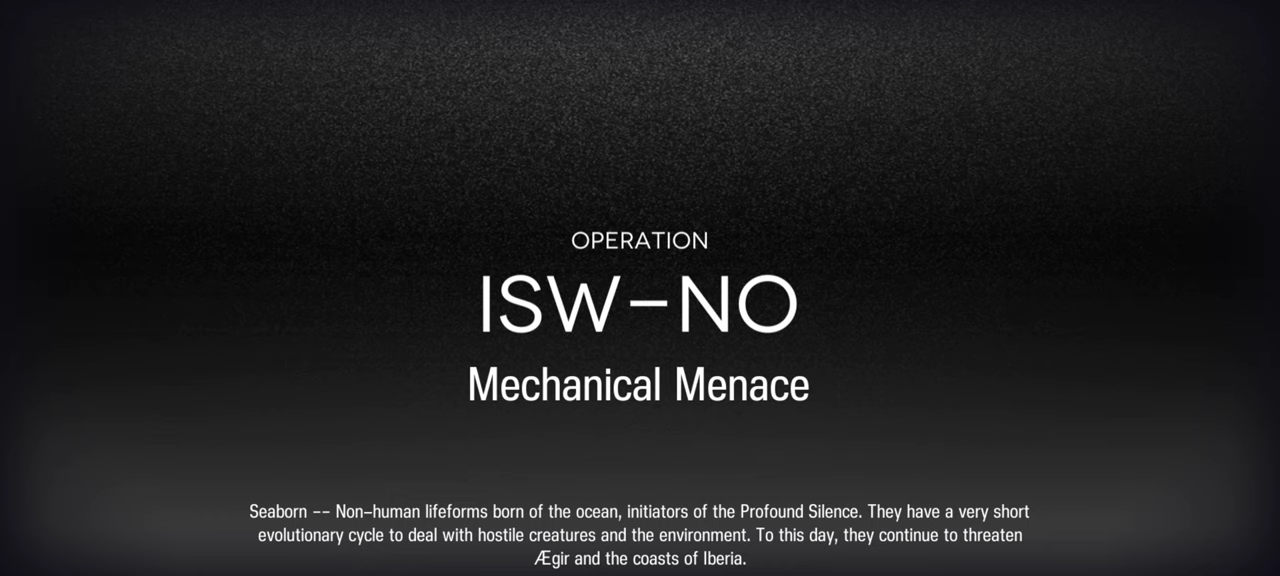 OPERATION
ISW-NO
Mechanical Menace
Seaborn -- Non-human lifeforms born of the ocean, initiators of the Profound Silence. They have a very short
evolutionary cycle to deal with hostile creatures and the environment. To this day, they continue to threaten
Ægir and the coasts of Iberia.